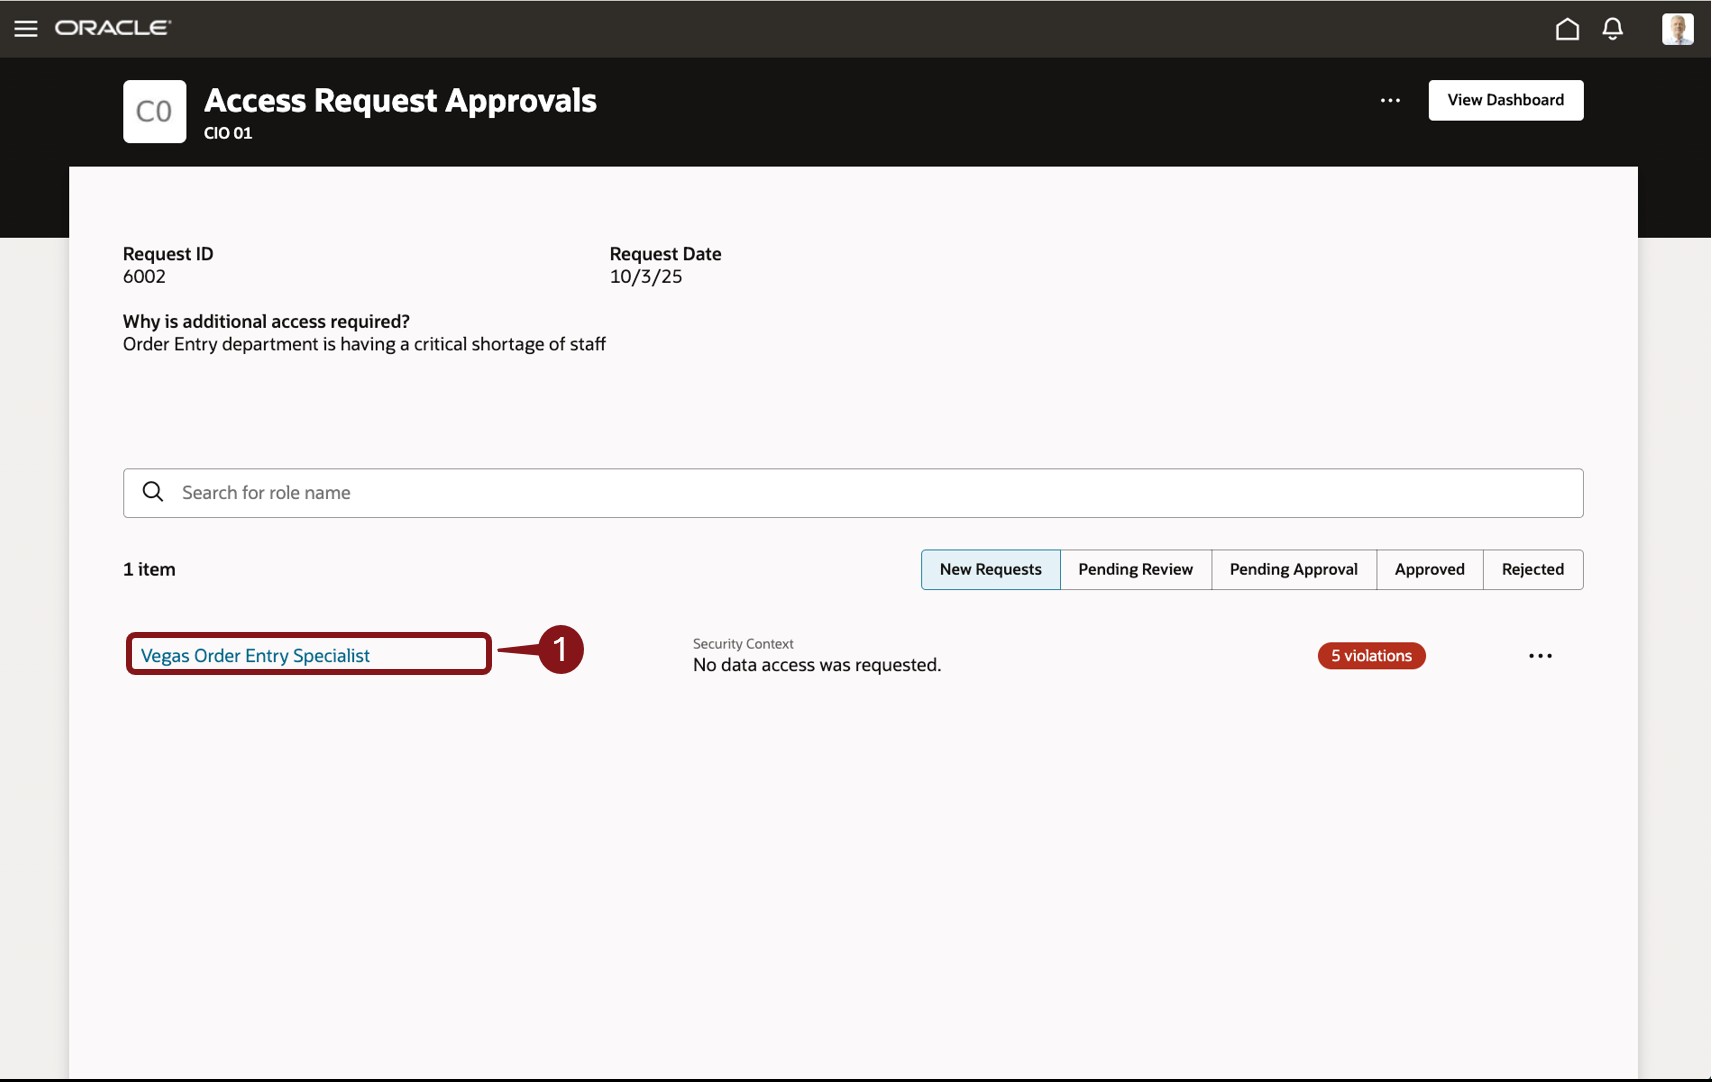 ORACLE
C0
Access Request Approvals
CIO 01
View Dashboard
Request ID
6002
Request Date
10/3/25
Why is additional access required?
Order Entry department is having a critical shortage of staff
Search for role name
1 item
New Requests
Pending Review
Pending Approval
Approved
Rejected
Vegas Order Entry Specialist
1
Security Context
No data access was requested.
5 violations